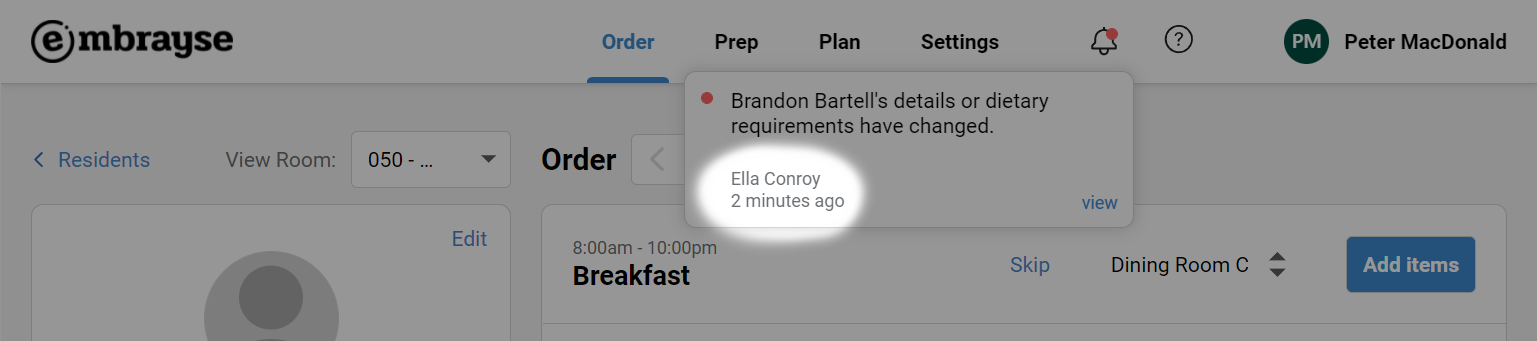 embrayse
Order
Prep
Plan
Settings
?
PM
Peter MacDonald
Brandon Bartell's details or dietary
requirements have changed.
Ella Conroy
2 minutes ago
view
Residents
View Room:
050 - ...
Order
Edit
8:00am - 10:00pm
Breakfast
Skip
Dining Room C
Add items